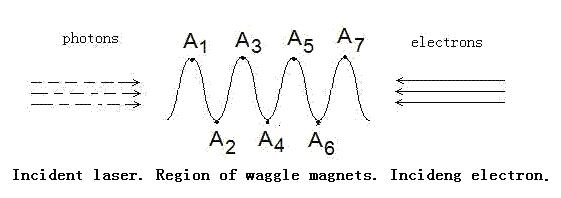 photons electrons
A1 A3 A5 A7
A2 A4 A6
Incident laser. Region of waggle magnets. Incideng electron.